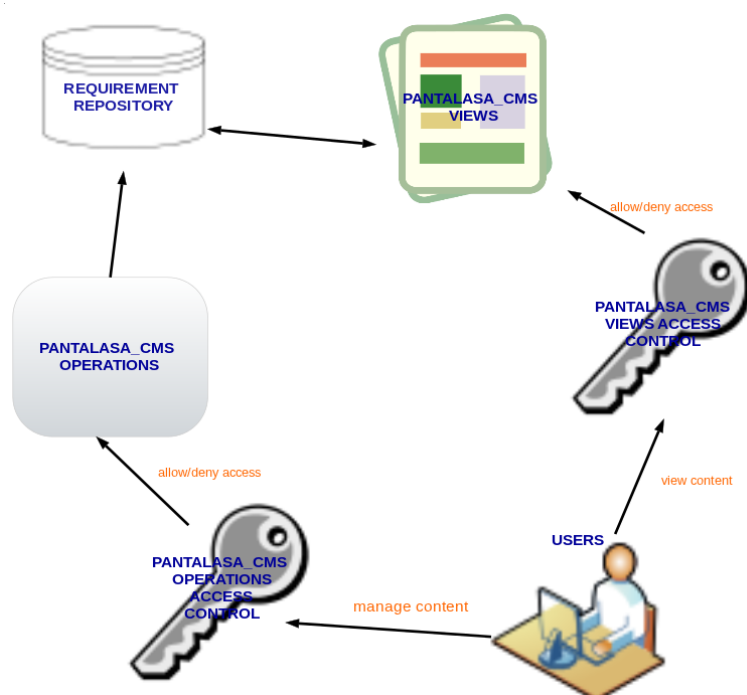 REQUIREMENT
REPOSITORY
PANTALASA_CMS
VIEWS
allow/deny access
PANTALASA_CMS
VIEWS ACCESS
CONTROL
PANTALASA_CMS
OPERATIONS
allow/deny access
view content
USERS
PANTALASA_CMS
OPERATIONS
ACCESS
CONTROL
manage content